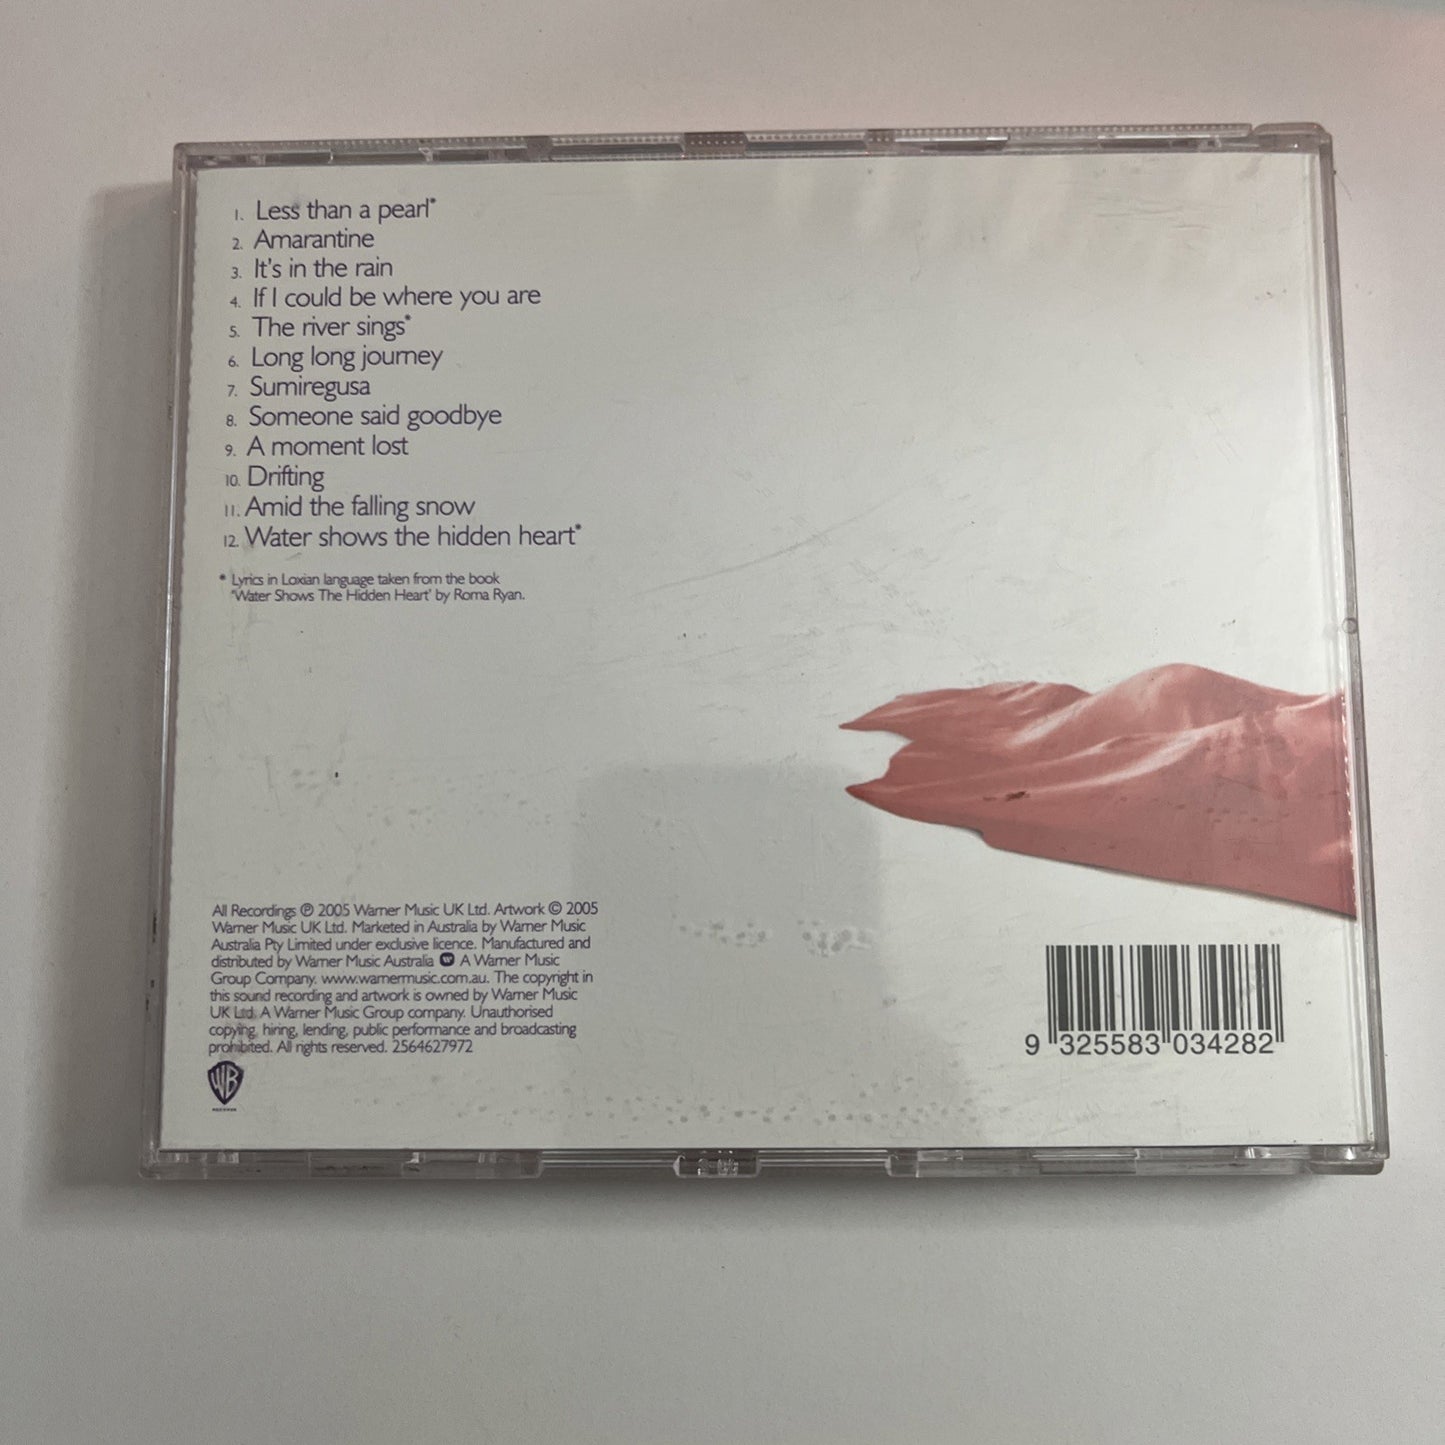 1. Less than a pearl*
2. Amarantine
3. It's in the rain
4. If I could be where you are
5. The river sings*
6. Long long journey
7. Sumiregusa
8. Someone said goodbye
9. A moment lost
10. Drifting
11. Amid the falling snow
12. Water shows the hidden heart*
* Lyrics in Loxian language taken from the book
'Water Shows The Hidden Heart' by Roma Ryan.
All Recordings ℗ 2005 Warner Music UK Ltd. Artwork © 2005
Warner Music UK Ltd. Marketed in Australia by Warner Music
Australia Pty Limited under exclusive licence. Manufactured and
distributed by Warner Music Australia A Warner Music
Group Company. www.warnermusic.com.au. The copyright in
this sound recording and artwork is owned by Warner Music
UK Ltd. A Warner Music Group company. Unauthorised
copying, hiring, lending, public performance and broadcasting
prohibited. All rights reserved. 2564627972
WB
9 325583 034282